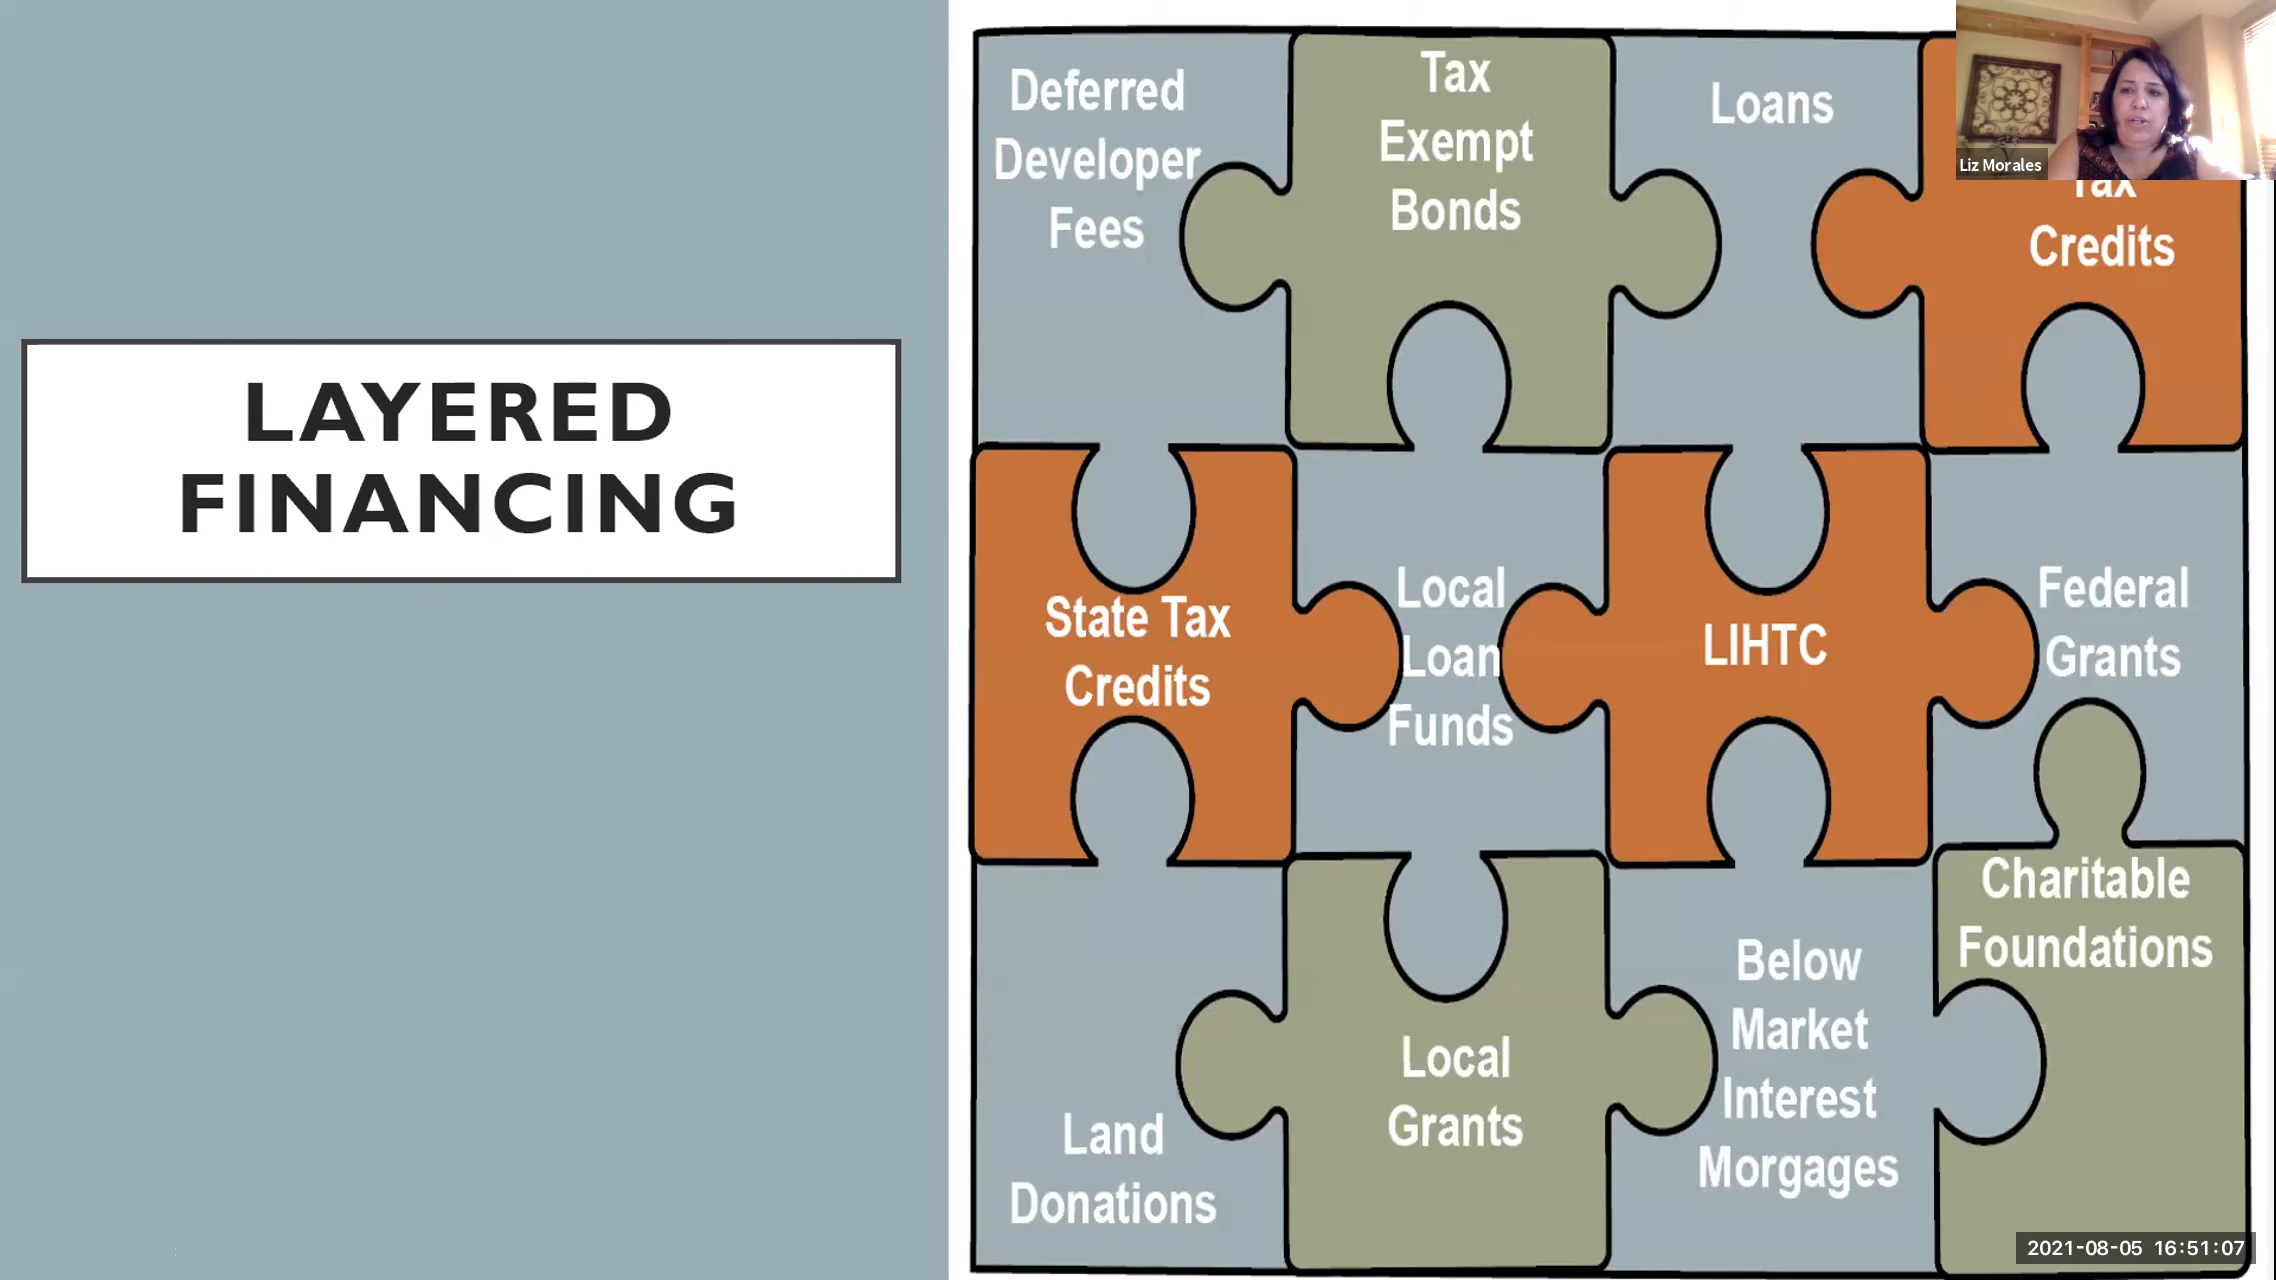 LAYERED
FINANCING
Deferred
Developer
Fees
Tax
Exempt
Bonds
Loans
Tax
Credits
Liz Morales
State Tax
Credits
Local
Loan
Funds
LIHTC
Federal
Grants
Land
Donations
Local
Grants
Below
Market
Interest
Morgages
Charitable
Foundations
2021-08-05 16:51:07